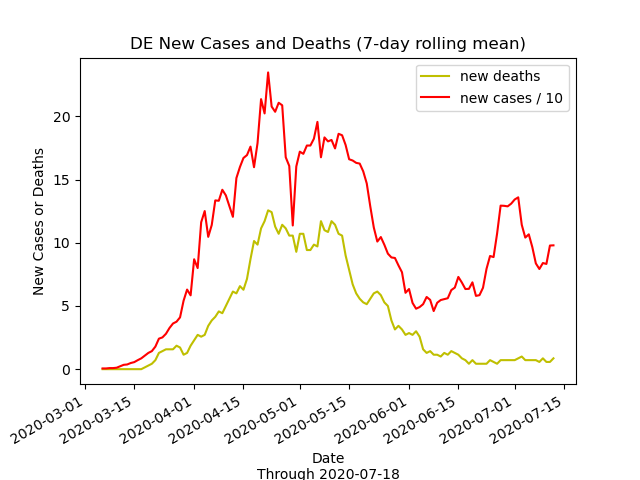 DE New Cases and Deaths (7-day rolling mean)
new deaths
new cases / 10
New Cases or Deaths
20
15
10
5
0
2020-03-01
2020-03-15
2020-04-01
2020-04-15
2020-05-01
2020-05-15
2020-06-01
2020-06-15
2020-07-01
2020-07-15
Date
Through 2020-07-18